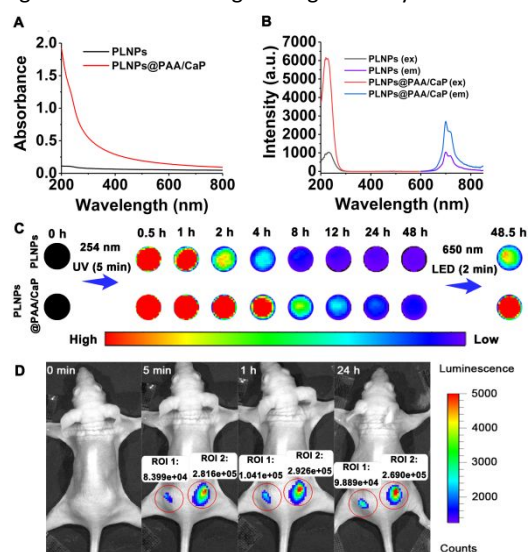 A
PLNPs
PLNPs@PAA/CaP
Absorbance
2.0
1.5
1.0
0.5
0.0
200 400 600 800
Wavelength (nm)
B
PLNPs (ex)
PLNPs (em)
PLNPs@PAA/CaP (ex)
PLNPs@PAA/CaP (em)
Intensity (a.u.)
7000
6000
5000
4000
3000
2000
1000
0
200 300 400 500 600 700 800
Wavelength (nm)
C
0 h
0.5 h 1 h 2 h 4 h 8 h 12 h 24 h 48 h
48.5 h
PLNPs
PLNPs
@PAA/CaP
254 nm
UV (5 min)
650 nm
LED (2 min)
High
Low
D
0 min
5 min
1 h
24 h
ROI 1:
8.399e+04
ROI 2:
2.816e+05
ROI 1:
1.041e+05
ROI 2:
2.926e+05
ROI 1:
9.889e+04
ROI 2:
2.690e+05
Luminescence
5000
4000
3000
2000
Counts